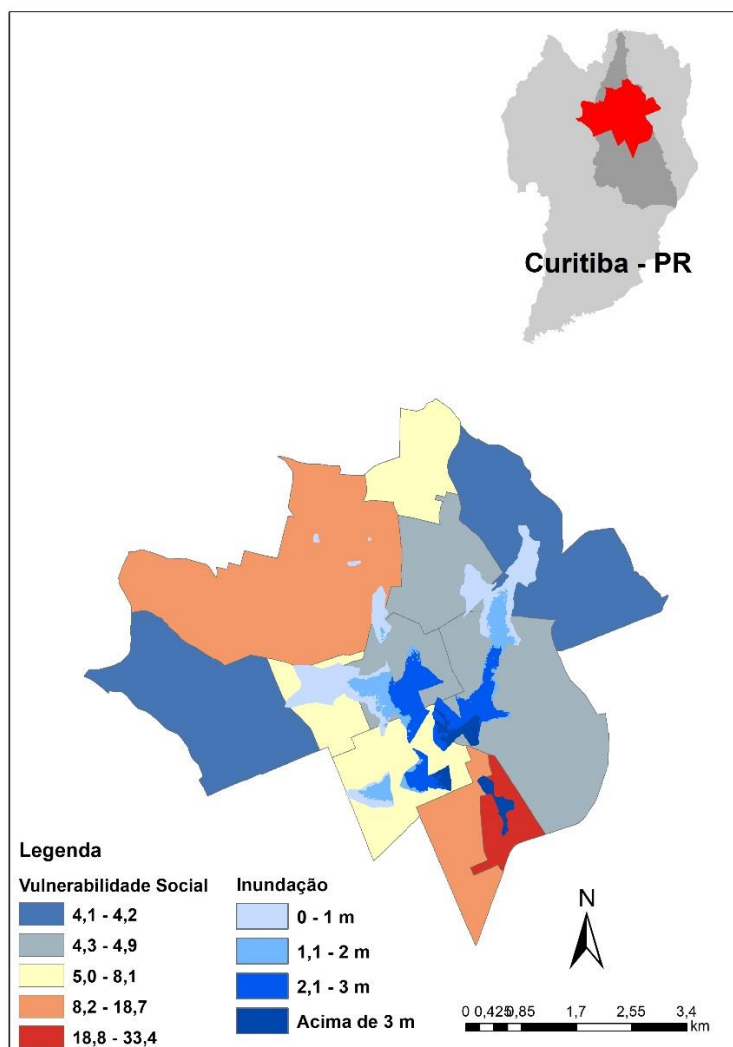 Curitiba - PR
Legenda
Vulnerabilidade Social
4,1 - 4,2
4,3 - 4,9
5,0 - 8,1
8,2 - 18,7
18,8 - 33,4
Inundação
0 - 1 m
1,1 - 2 m
2,1 - 3 m
Acima de 3 m
N
0 0,425 0,85 1,7 2,55 3,4
km